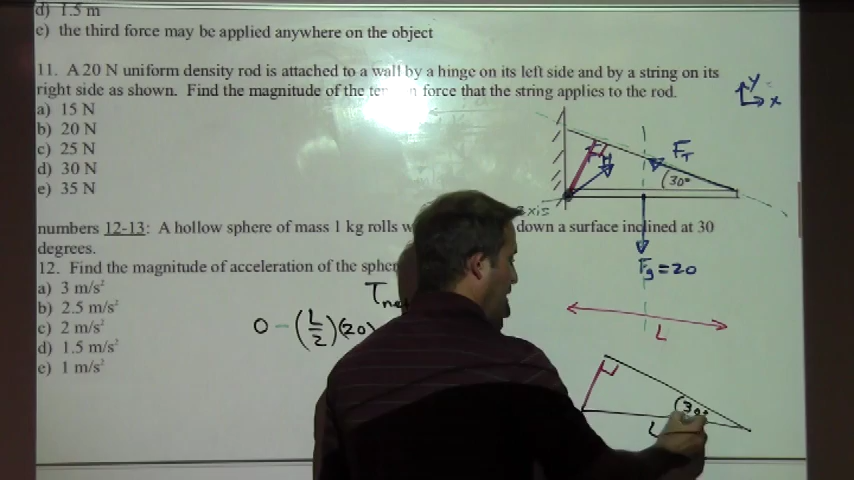 d) 1.5 m
e) the third force may be applied anywhere on the object
11. A 20 N uniform density rod is attached to a wall by a hinge on its left side and by a string on its
right side as shown. Find the magnitude of the force that the string applies to the rod.
a) 15 N
b) 20 N
c) 25 N
d) 30 N
e) 35 N
y
x
F_T
F_H
30°
axis
F_g = 20
L
numbers 12-13: A hollow sphere of mass 1 kg rolls down a surface inclined at 30
degrees.
12. Find the magnitude of acceleration of the
a) 3 m/s²
b) 2.5 m/s²
c) 2 m/s²
d) 1.5 m/s²
e) 1 m/s²
τ_net
0 - (L/2)(20)
30°
L